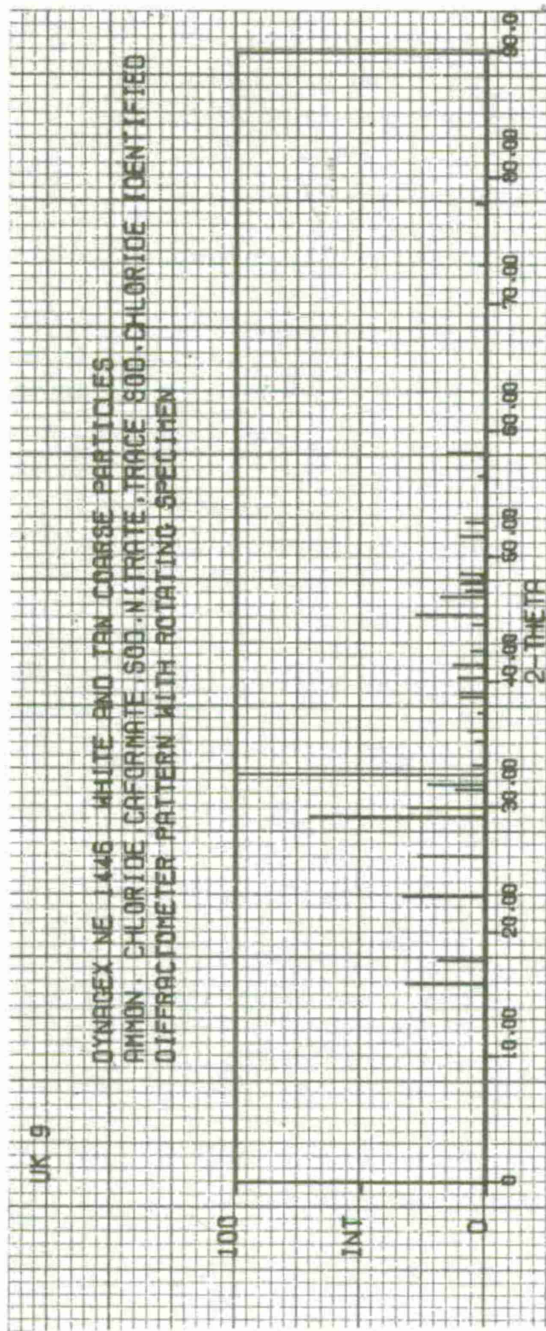 UK 9
DYNAGEX NE 1446 WHITE AND TAN COARSE PARTICLES
AMMON. CHLORIDE,CAFORMATE,SOD.NITRATE,TRACE SOD.CHLORIDE IDENTIFIED
DIFFRACTOMETER PATTERN WITH ROTATING SPECIMEN
100
INT
0
0 10.00 20.00 30.00 40.00 50.00 60.00 70.00 80.00 90.0
2-THETA